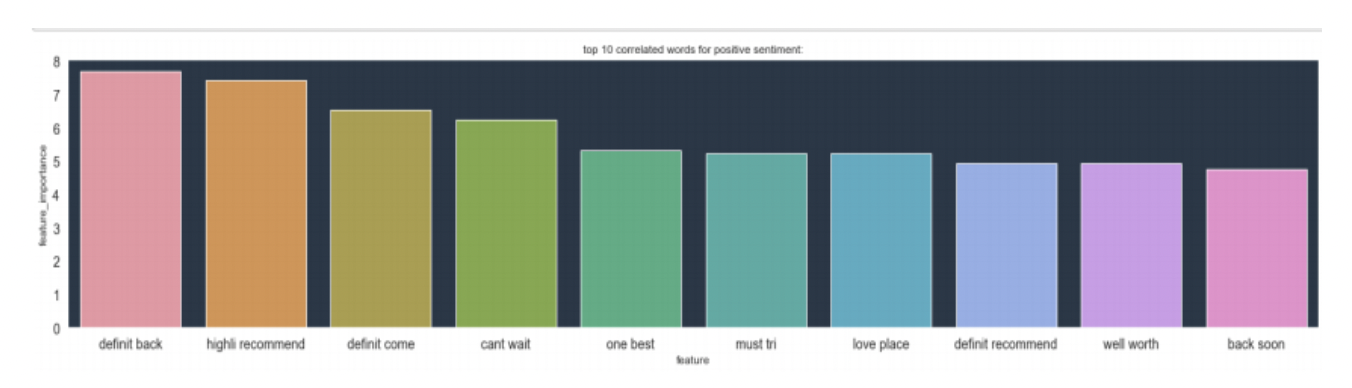 top 10 correlated words for positive sentiment:
8
7
6
5
4
3
2
1
0
feature_importance
definit back highli recommend definit come cant wait one best must tri love place definit recommend well worth back soon
feature